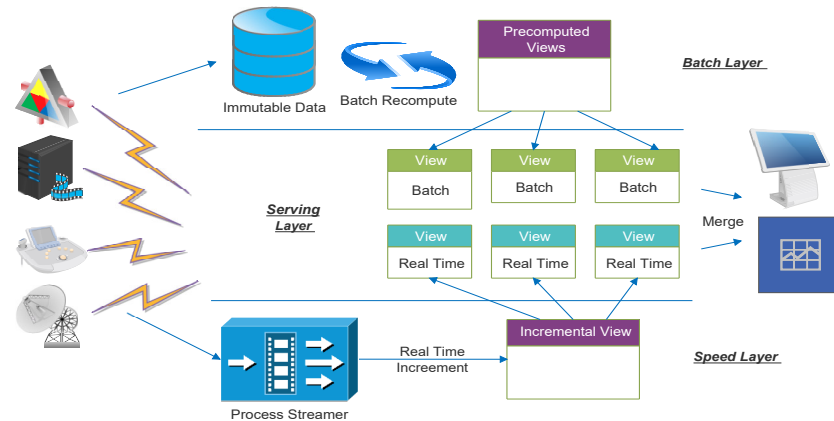 Precomputed
Views
Batch Layer
Immutable Data
Batch Recompute
View
Batch
View
Batch
View
Batch
Serving
Layer
Merge
View
Real Time
View
Real Time
View
Real Time
Incremental View
Real Time
Increement
Speed Layer
Process Streamer